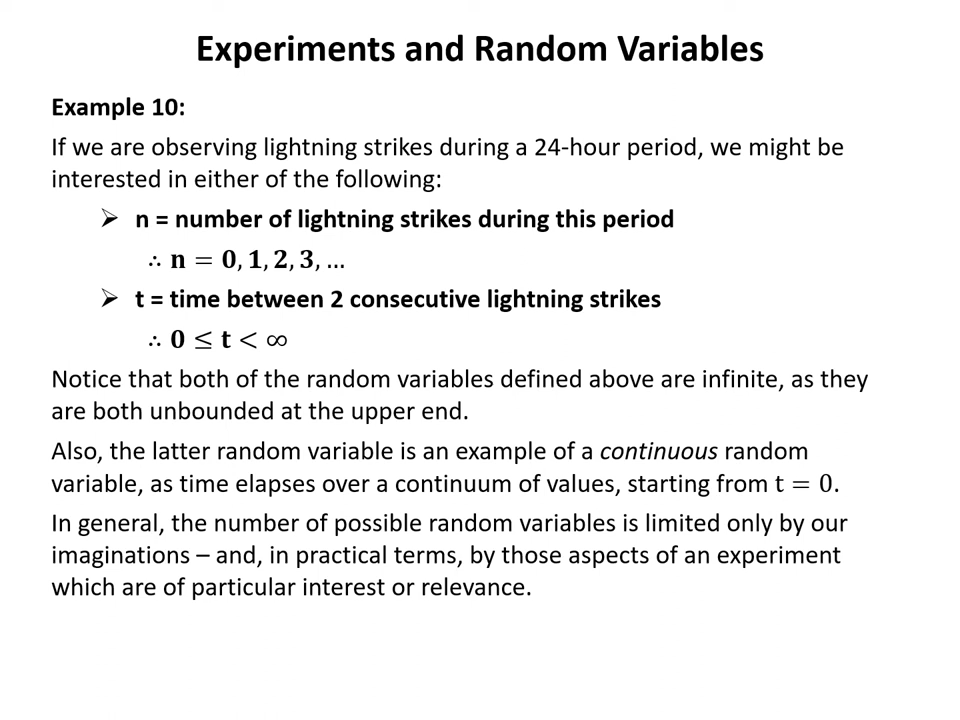 Experiments and Random Variables
Example 10:
If we are observing lightning strikes during a 24-hour period, we might be
interested in either of the following:
➢ n = number of lightning strikes during this period
∴ n = 0, 1, 2, 3, …
➢ t = time between 2 consecutive lightning strikes
∴ 0 ≤ t < ∞
Notice that both of the random variables defined above are infinite, as they
are both unbounded at the upper end.
Also, the latter random variable is an example of a continuous random
variable, as time elapses over a continuum of values, starting from t = 0.
In general, the number of possible random variables is limited only by our
imaginations – and, in practical terms, by those aspects of an experiment
which are of particular interest or relevance.